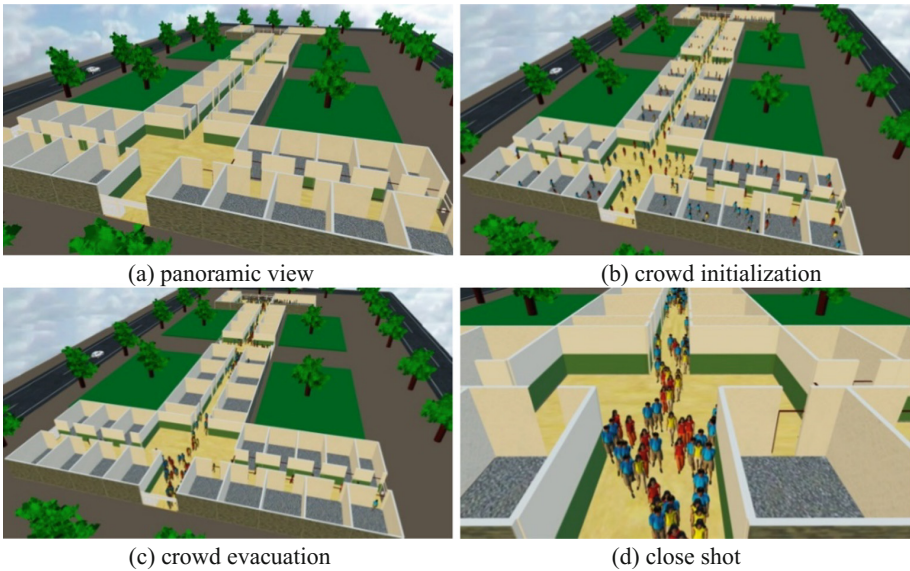 (a) panoramic view
(b) crowd initialization
(c) crowd evacuation
(d) close shot